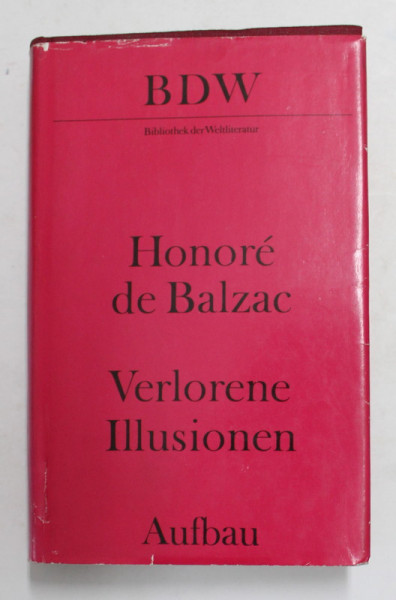 BDW
Bibliothek der Weltliteratur
Honoré
de Balzac
Verlorene
Illusionen
Aufbau